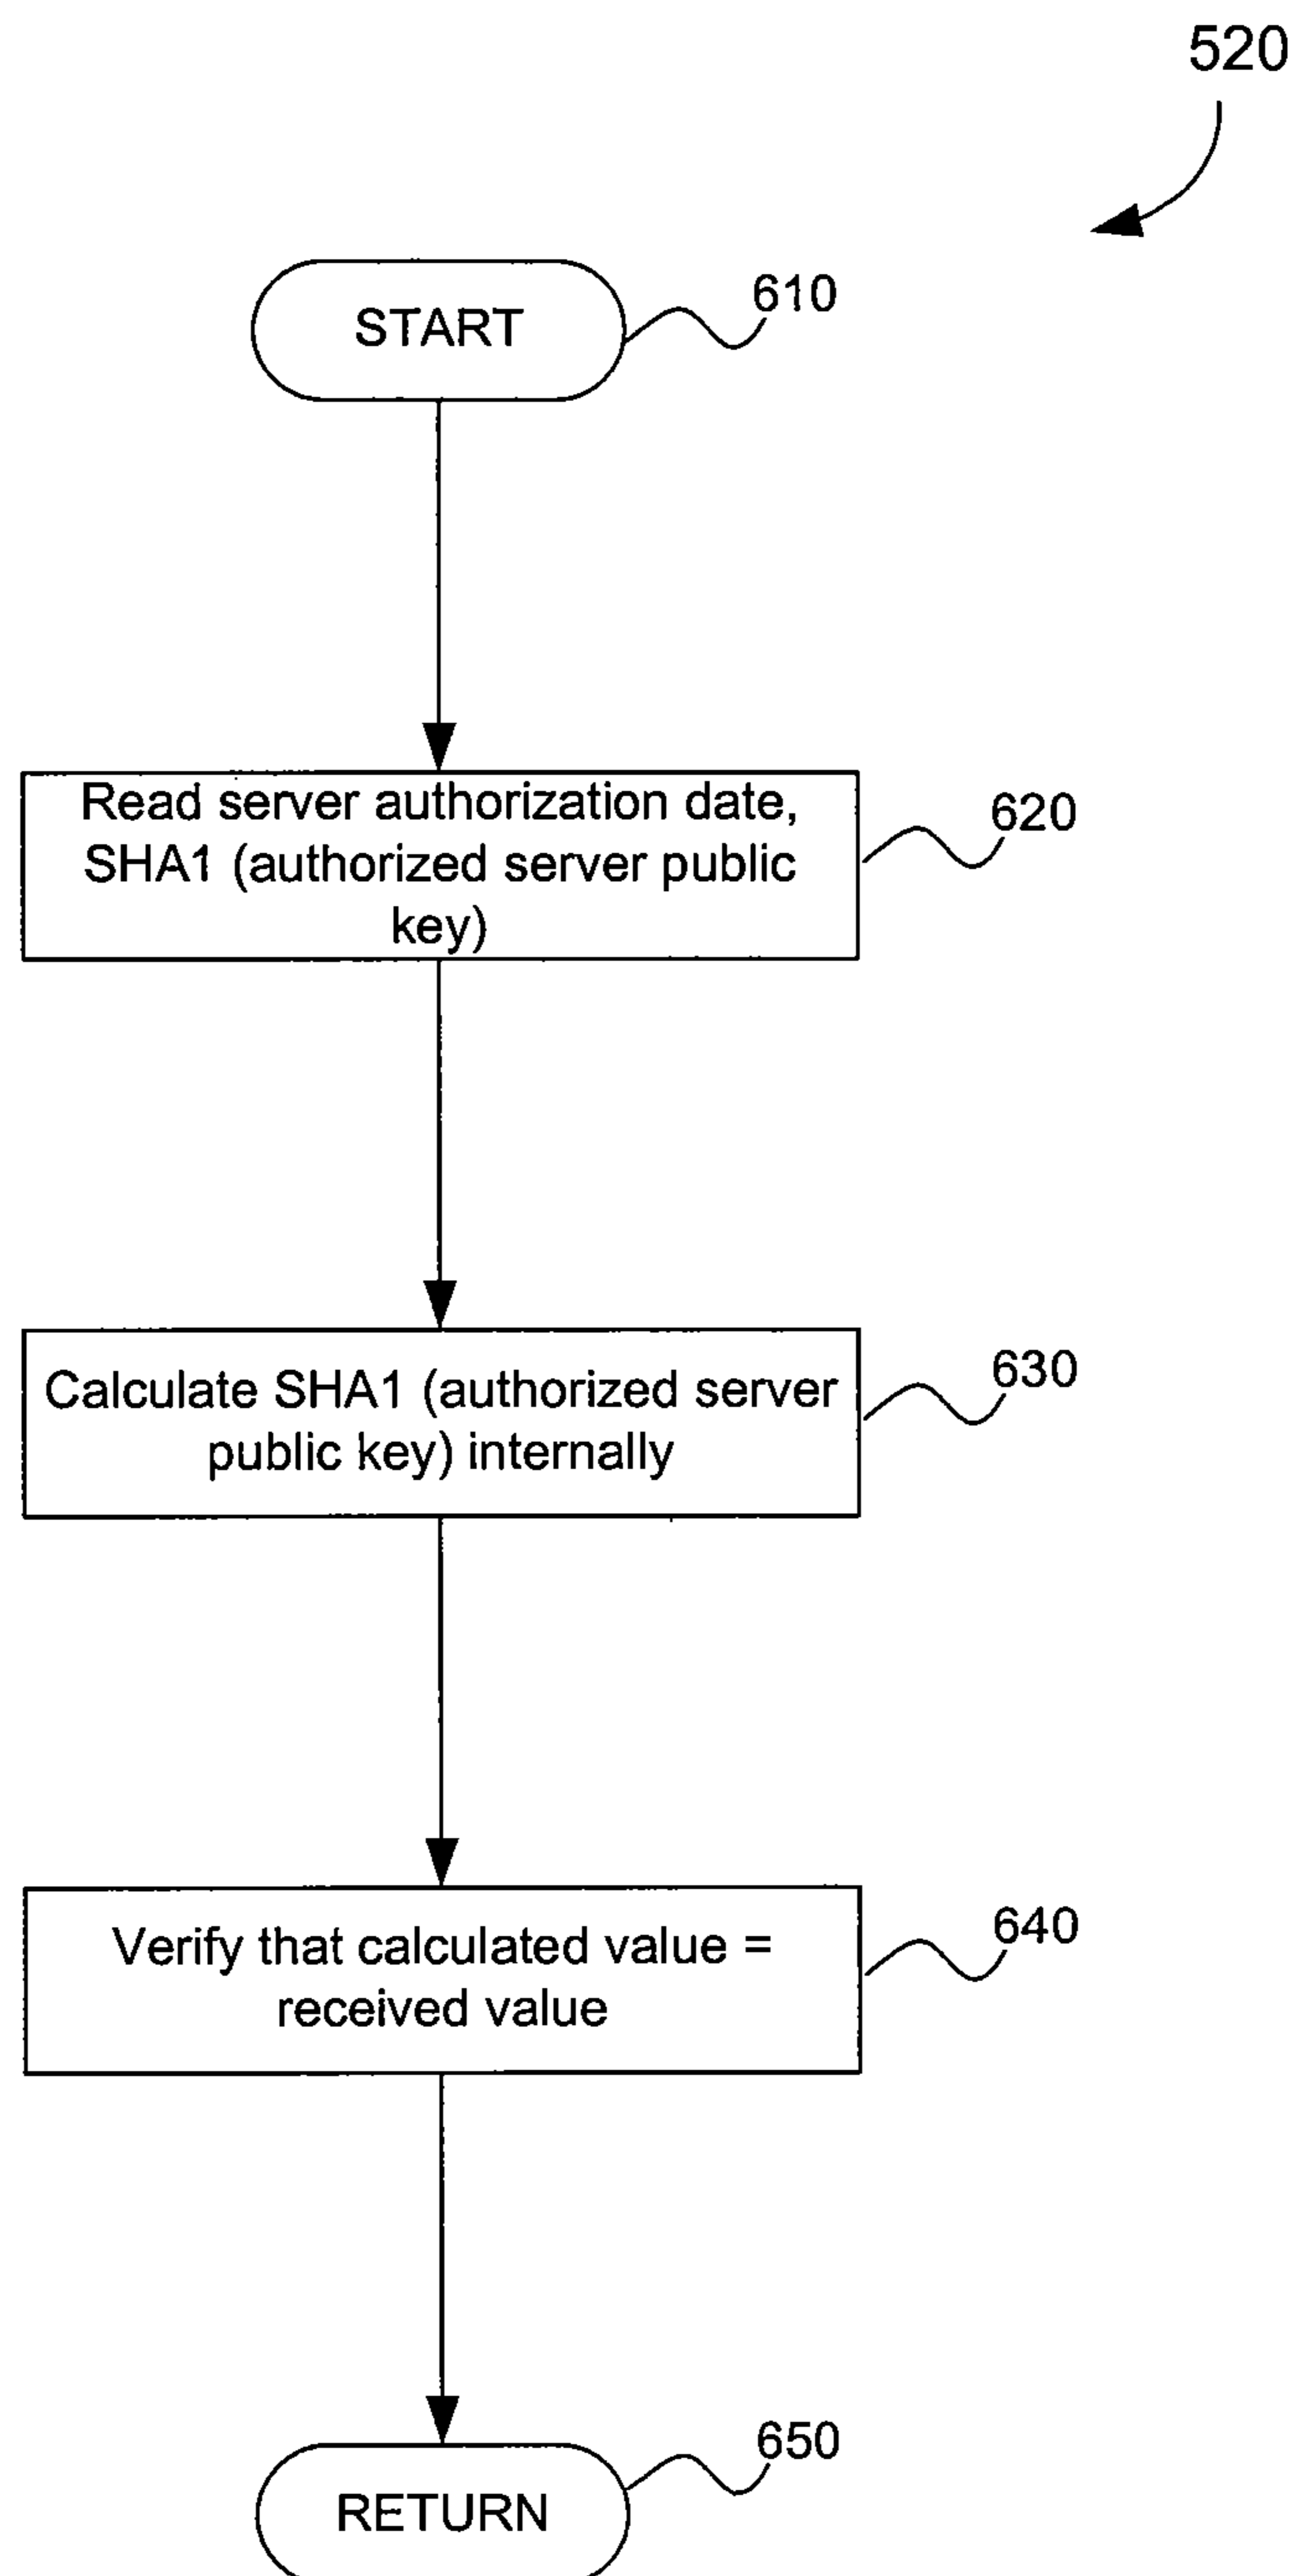 520
START
610
Read server authorization date,
SHA1 (authorized server public
key)
620
Calculate SHA1 (authorized server
public key) internally
630
Verify that calculated value =
received value
640
RETURN
650